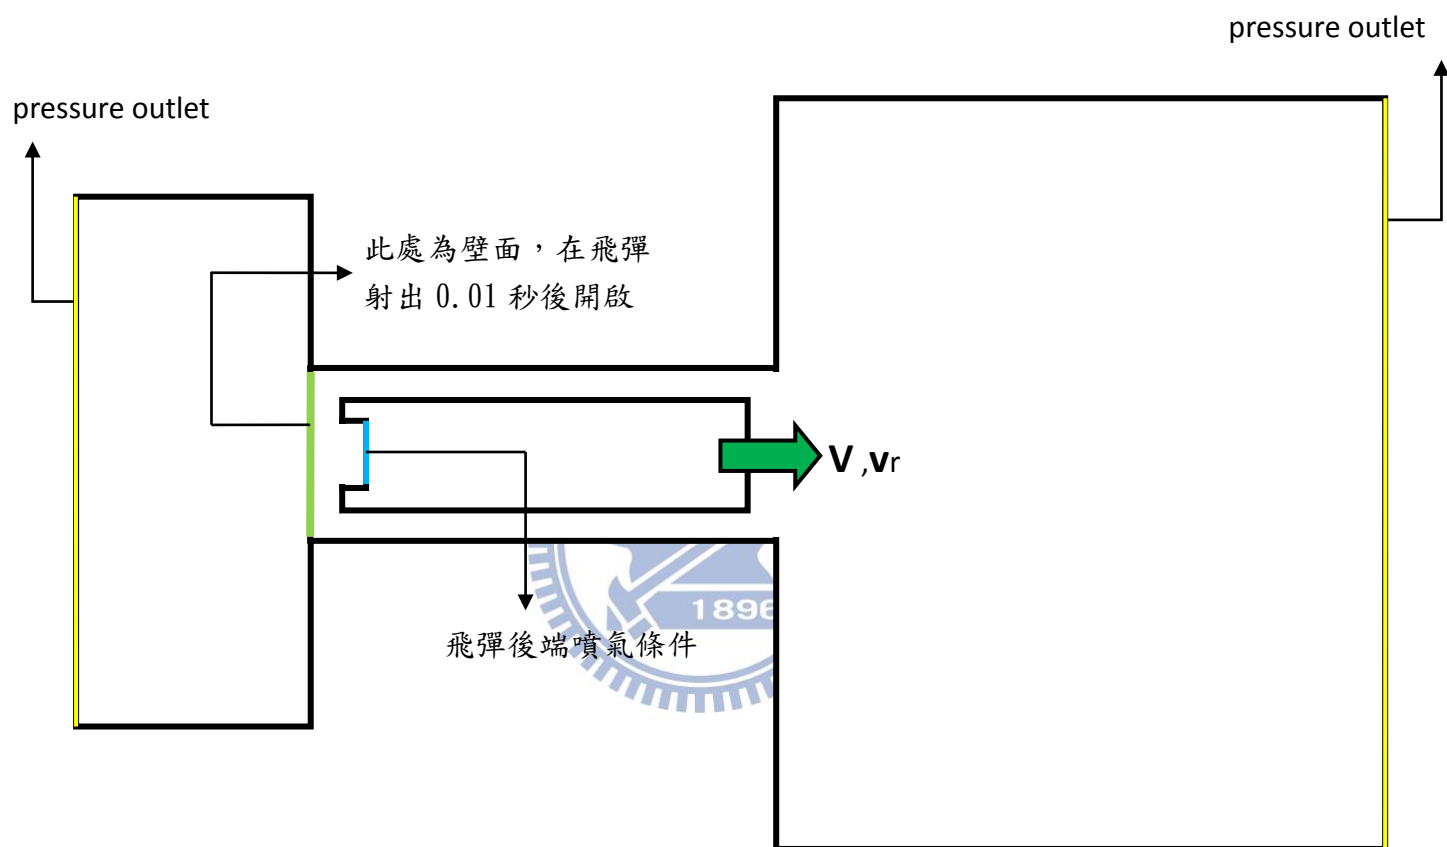 pressure outlet
pressure outlet
此處為壁面，在飛彈
射出 0.01 秒後開啟
V ,vr
1896
飛彈後端噴氣條件